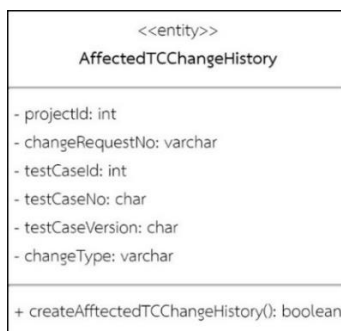 <<entity>>
AffectedTCChangeHistory
- projectId: int
- changeRequestNo: varchar
- testCaseId: int
- testCaseNo: char
- testCaseVersion: char
- changeType: varchar
+ createAfftectedTCChangeHistory(): boolean